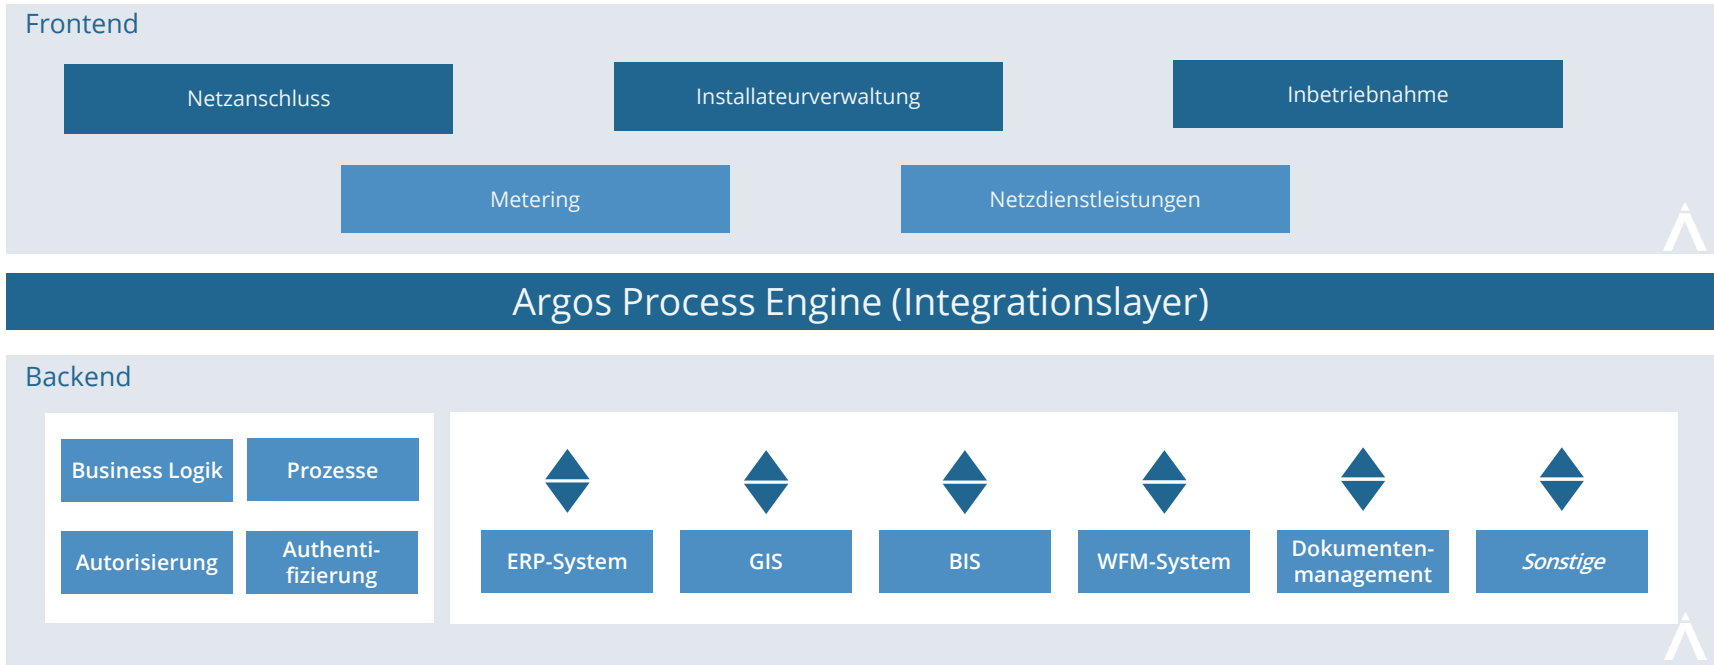 Frontend
Netzanschluss
Installateurverwaltung
Inbetriebnahme
Metering
Netzdienstleistungen
Argos Process Engine (Integrationslayer)
Backend
Business Logik
Prozesse
Autorisierung
Authenti-
fizierung
ERP-System
GIS
BIS
WFM-System
Dokumenten-
management
Sonstige